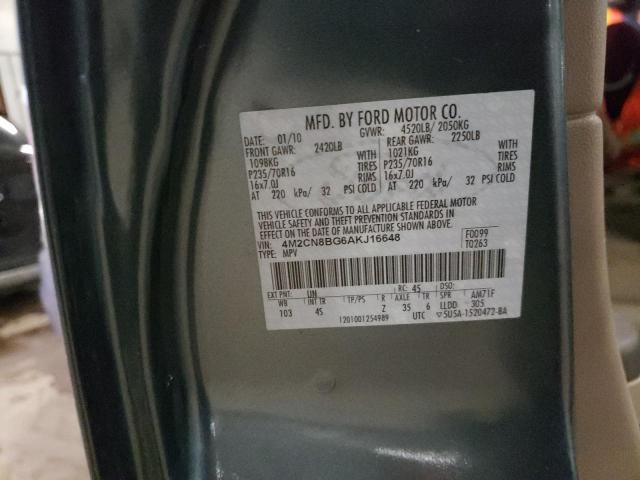 MFD. BY FORD MOTOR CO.
DATE: 01/10 GVWR: 4520LB/ 2050KG
FRONT GAWR: 2420LB REAR GAWR: 2250LB
1098KG WITH 1021KG WITH
P235/70R16 TIRES P235/70R16 TIRES
16x7.0J RIMS 16x7.0J RIMS
AT 220 kPa/ 32 PSI COLD AT 220 kPa/ 32 PSI COLD
THIS VEHICLE CONFORMS TO ALL APPLICABLE FEDERAL MOTOR
VEHICLE SAFETY AND THEFT PREVENTION STANDARDS IN
EFFECT ON THE DATE OF MANUFACTURE SHOWN ABOVE.
VIN: 4M2CN8BG6AKJ16648 F0099
TYPE: MPV T0263
EXT PNT: UN RC: 45 DSO:
WB INT TR TP/PS R AXLE TR SPR AM71F
103 4S Z 35 6 LLDD 305
1201001254989 UTC ▽5U5A-1520472-BA